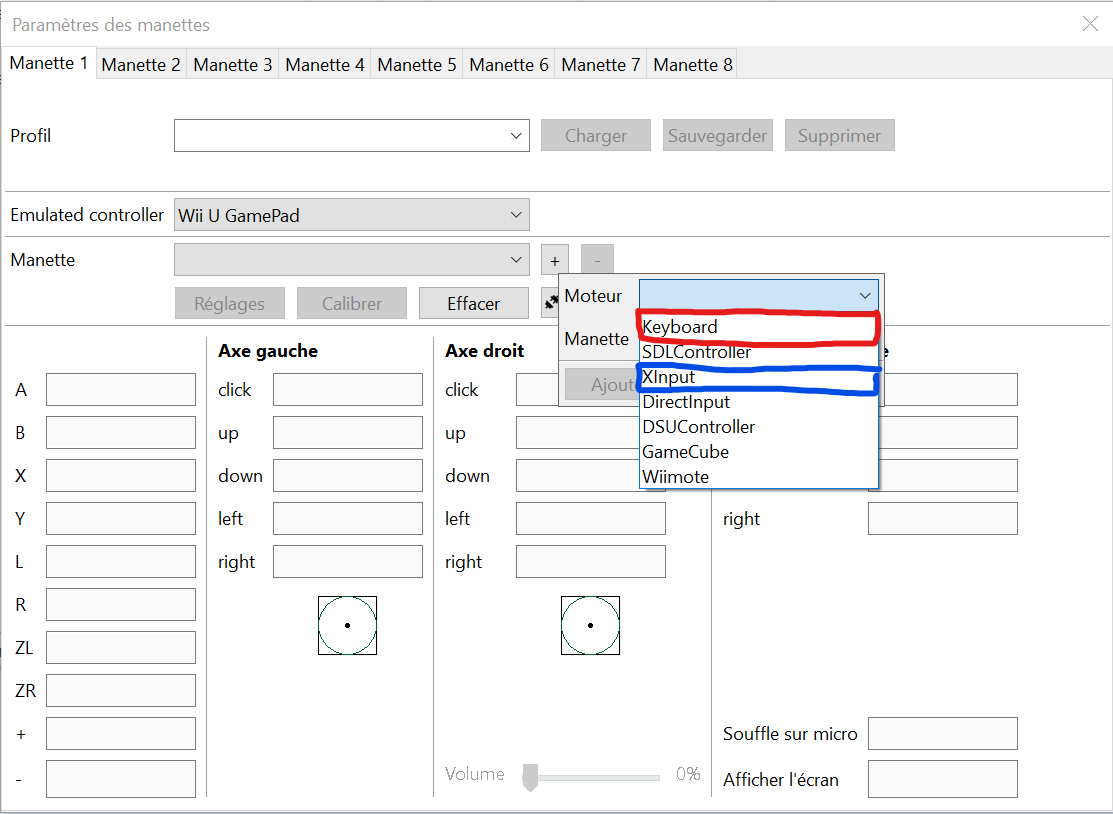 Paramètres des manettes
Manette 1 Manette 2 Manette 3 Manette 4 Manette 5 Manette 6 Manette 7 Manette 8
Profil Charger Sauvegarder Supprimer
Emulated controller Wii U GamePad
Manette + -
Réglages Calibrer Effacer
Moteur
Manette
Ajout
Keyboard
SDLController
XInput
DirectInput
DSUController
GameCube
Wiimote
Axe gauche Axe droit
A click click
B up up
X down down
Y left left right
L right right
R
ZL
ZR
+ Souffle sur micro
- Volume 0% Afficher l'écran